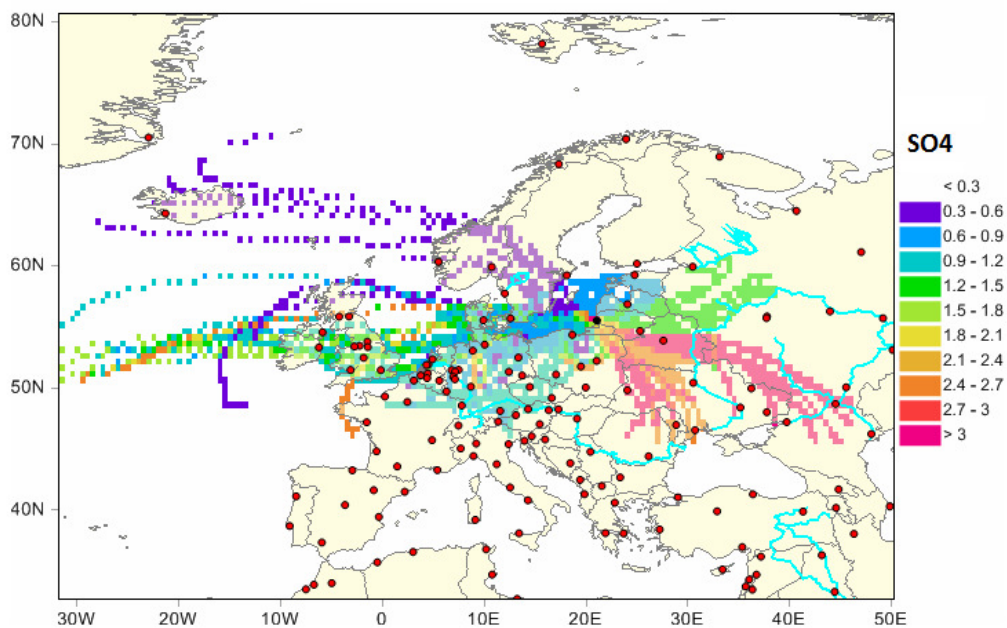 80N
70N
60N
50N
40N
30W 20W 10W 0 10E 20E 30E 40E 50E
SO4
< 0.3
0.3 - 0.6
0.6 - 0.9
0.9 - 1.2
1.2 - 1.5
1.5 - 1.8
1.8 - 2.1
2.1 - 2.4
2.4 - 2.7
2.7 - 3
> 3